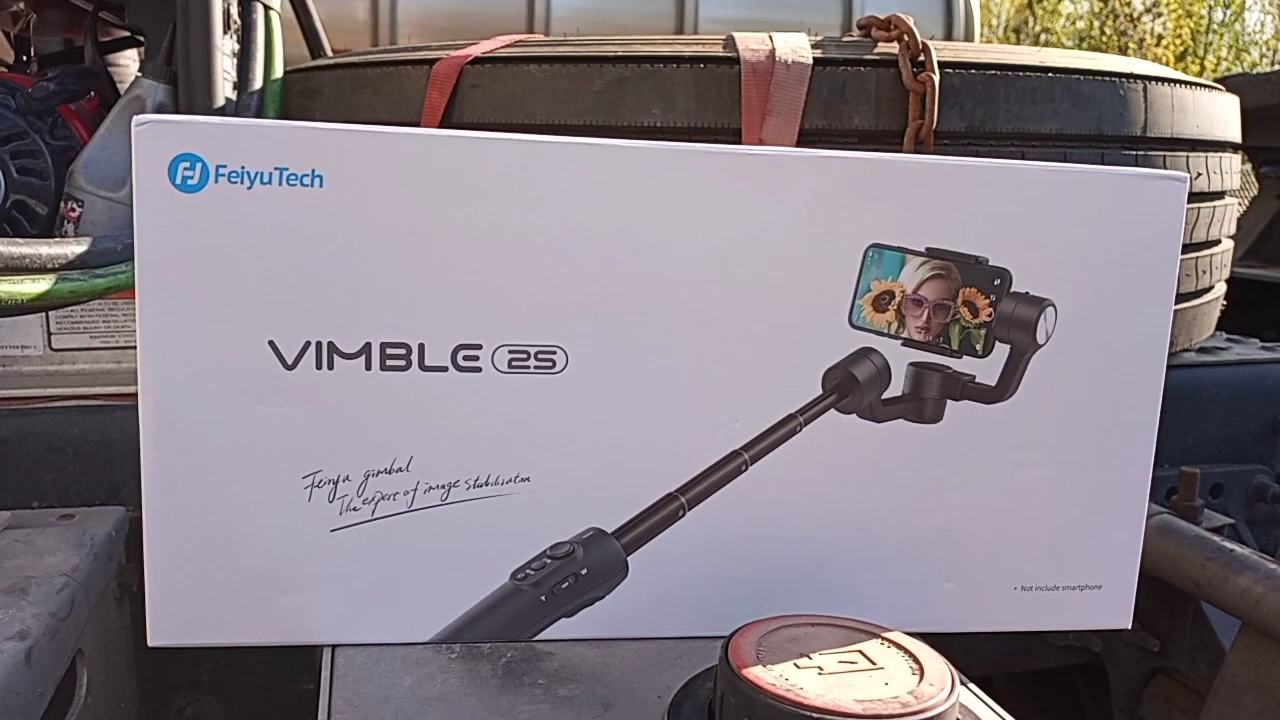 FeiyuTech
VIMBLE 2S
Feiyu gimbal
The expert of image stabilization
T
W
• Not include smartphone